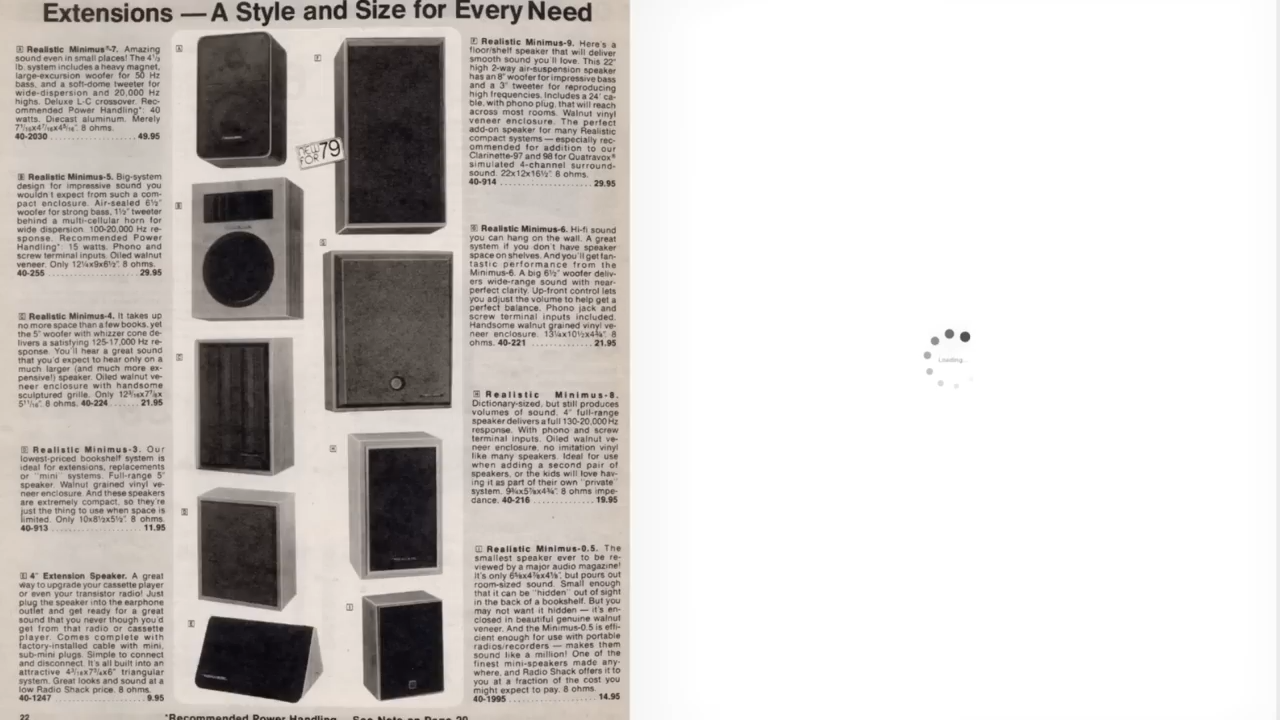 Extensions — A Style and Size for Every Need
A Realistic Minimus®-7. Amazing
sound even in small places! The 4⅓
lb. system includes a heavy magnet,
large-excursion woofer for 50 Hz
bass, and a soft-dome tweeter for
wide-dispersion and 20,000 Hz
highs. Deluxe L-C crossover. Rec-
ommended Power Handling*: 40
watts. Diecast aluminum. Merely
7¹/₁₆x4⁷/₁₆x4⁵/₁₆". 8 ohms.
40-2030 ..................... 49.95
B Realistic Minimus-5. Big-system
design for impressive sound you
wouldn't expect from such a com-
pact enclosure. Air-sealed 6½"
woofer for strong bass, 1½" tweeter
behind a multi-cellular horn for
wide dispersion. 100-20,000 Hz re-
sponse. Recommended Power
Handling*: 15 watts. Phono and
screw terminal inputs. Oiled walnut
veneer. Only 12¼x9x6½". 8 ohms.
40-255 ..................... 29.95
C Realistic Minimus-4. It takes up
no more space than a few books, yet
the 5" woofer with whizzer cone de-
livers a satisfying 125-17,000 Hz re-
sponse. You'll hear a great sound
that you'd expect to hear only on a
much larger (and much more ex-
pensive!) speaker. Oiled walnut ve-
neer enclosure with handsome
sculptured grille. Only
8 ohms. 40-224 ........ 21.95
D Realistic Minimus-3. Our
lowest-priced bookshelf system is
ideal for extensions, replacements
or "mini" systems. Full-range 5"
speaker. Walnut grained vinyl ve-
neer enclosure. And these speakers
are extremely compact, so they're
just the thing to use when space is
limited. Only 10x8½x5½". 8 ohms.
40-913 ..................... 11.95
E 4" Extension Speaker. A great
way to upgrade your cassette player
or even your transistor radio! Just
plug the speaker into the earphone
outlet and get ready for a great
sound that you never though you'd
get from that radio or cassette
player. Comes complete with
factory-installed cable with mini,
sub-mini plugs. Simple to connect
and disconnect. It's all built into an
attractive triangular
system. Great looks and sound at a
low Radio Shack price. 8 ohms.
40-1247 ..................... 9.95
22
A
B
C
D
E
F
NEW
FOR '79
G
H
J
F Realistic Minimus-9. Here's a
floor/shelf speaker that will deliver
smooth sound you'll love. This 22"
high 2-way air-suspension speaker
has an 8" woofer for impressive bass
and a 3" tweeter for reproducing
high frequencies. Includes a 24' ca-
ble, with phono plug, that will reach
across most rooms. Walnut vinyl
veneer enclosure. The perfect
add-on speaker for many Realistic
compact systems — especially rec-
ommended for addition to our
Clarinette-97 and 98 for Quatravox®
simulated 4-channel surround-
sound. 22x12x16½". 8 ohms.
40-914 ..................... 29.95
G Realistic Minimus-6. Hi-fi sound
you can hang on the wall. A great
system if you don't have speaker
space on shelves. And you'll get fan-
tastic performance from the
Minimus-6. A big 6½" woofer deliv-
ers wide-range sound with near-
perfect clarity. Up-front control lets
you adjust the volume to help get a
perfect balance. Phono jack and
screw terminal inputs included.
Handsome walnut grained vinyl ve-
neer enclosure. 13¼x10½x4¾". 8
ohms. 40-221 ................ 21.95
H Realistic Minimus-8.
Dictionary-sized, but still produces
volumes of sound. 4" full-range
speaker delivers a full 130-20,000 Hz
response. With phono and screw
terminal inputs. Oiled walnut ve-
neer enclosure, no imitation vinyl
like many speakers. Ideal for use
when adding a second pair of
speakers, or the kids will love hav-
ing it as part of their own "private"
system. 8 ohms impe-
dance. 40-216 ................ 19.95
J Realistic Minimus-0.5. The
smallest speaker ever to be re-
viewed by a major audio magazine!
It's only but pours out
room-sized sound. Small enough
that it can be "hidden" out of sight
in the back of a bookshelf. But you
may not want it hidden — it's en-
closed in beautiful genuine walnut
veneer. And the Minimus-0.5 is effi-
cient enough for use with portable
radios/recorders — makes them
sound like a million! One of the
finest mini-speakers made any-
where, and Radio Shack offers it to
you at a fraction of the cost you
might expect to pay. 8 ohms.
40-1995 ..................... 14.95
*Recommended Power Handling — See Note on Page 29
Loading...